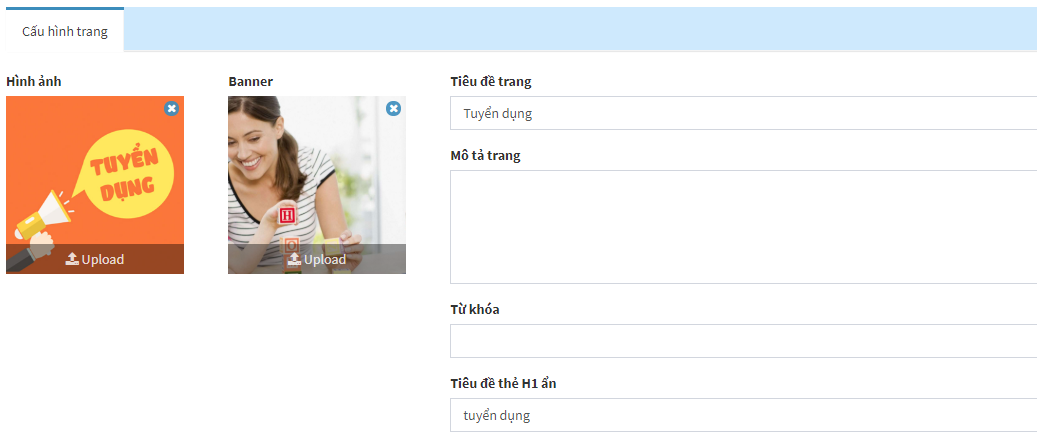 Cấu hình trang
Hình ảnh
Banner
Tiêu đề trang
TUYỂN
DỤNG
Upload
H
O
Upload
Tuyển dụng
Mô tả trang
Từ khóa
Tiêu đề thẻ H1 ẩn
tuyển dụng